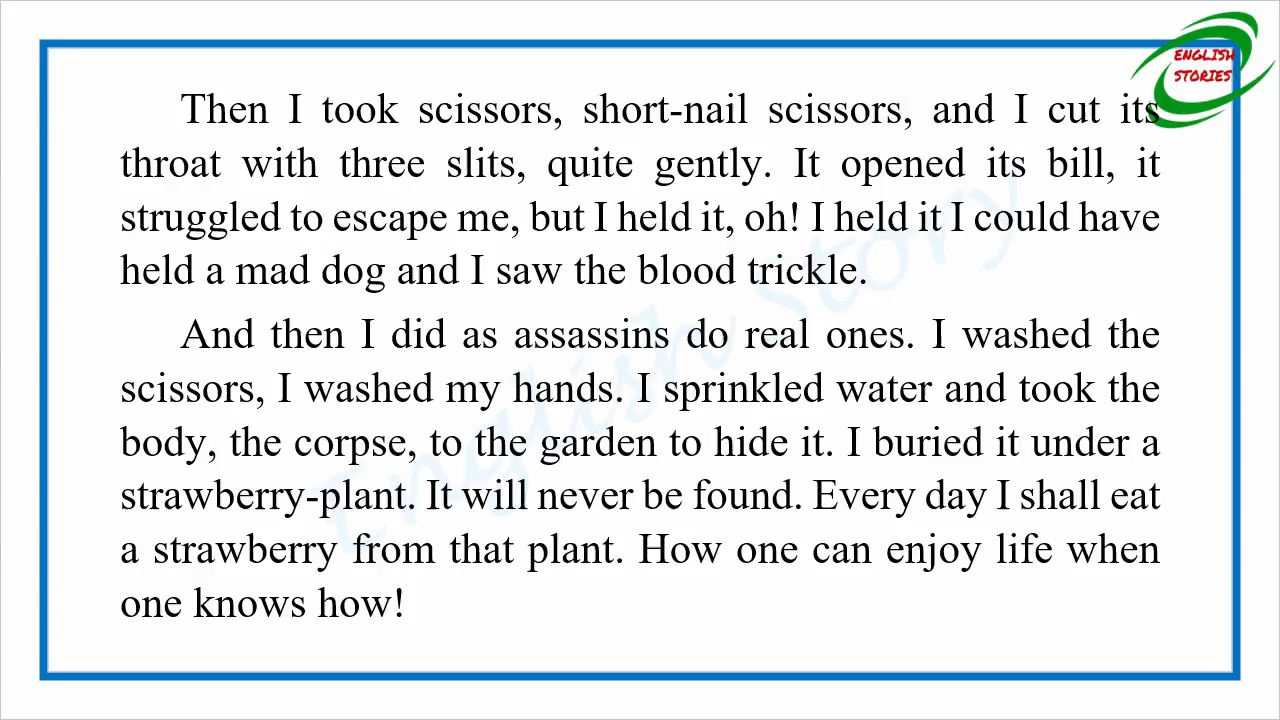 ENGLISH
STORIES
Then I took scissors, short-nail scissors, and I cut its
throat with three slits, quite gently. It opened its bill, it
struggled to escape me, but I held it, oh! I held it I could have
held a mad dog and I saw the blood trickle.
And then I did as assassins do real ones. I washed the
scissors, I washed my hands. I sprinkled water and took the
body, the corpse, to the garden to hide it. I buried it under a
strawberry-plant. It will never be found. Every day I shall eat
a strawberry from that plant. How one can enjoy life when
one knows how!
English Story